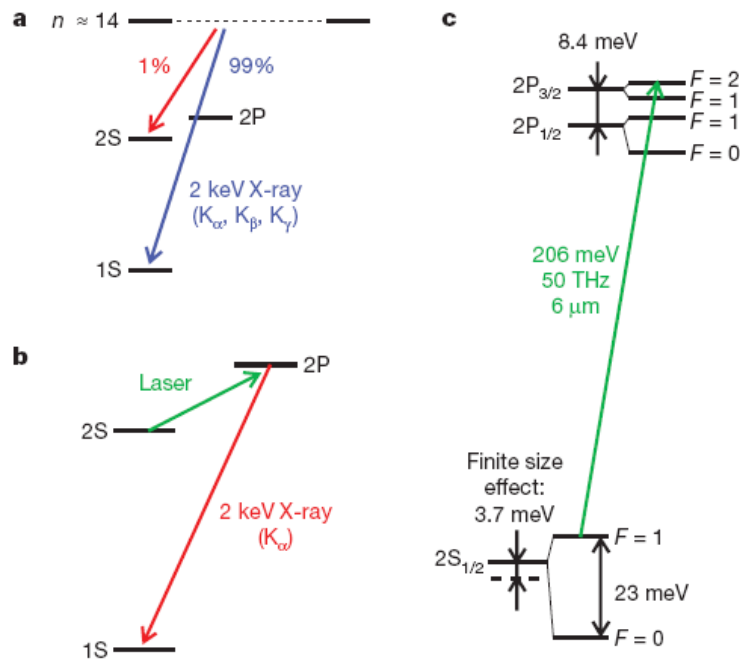 a
n ≈ 14
1%
99%
2P
2S
2 keV X-ray
(Kα, Kβ, Kγ)
1S
b
2P
Laser
2S
2 keV X-ray
(Kα)
1S
c
8.4 meV
2P3/2
F = 2
F = 1
2P1/2
F = 1
F = 0
206 meV
50 THz
6 μm
Finite size
effect:
3.7 meV
F = 1
2S1/2
23 meV
F = 0